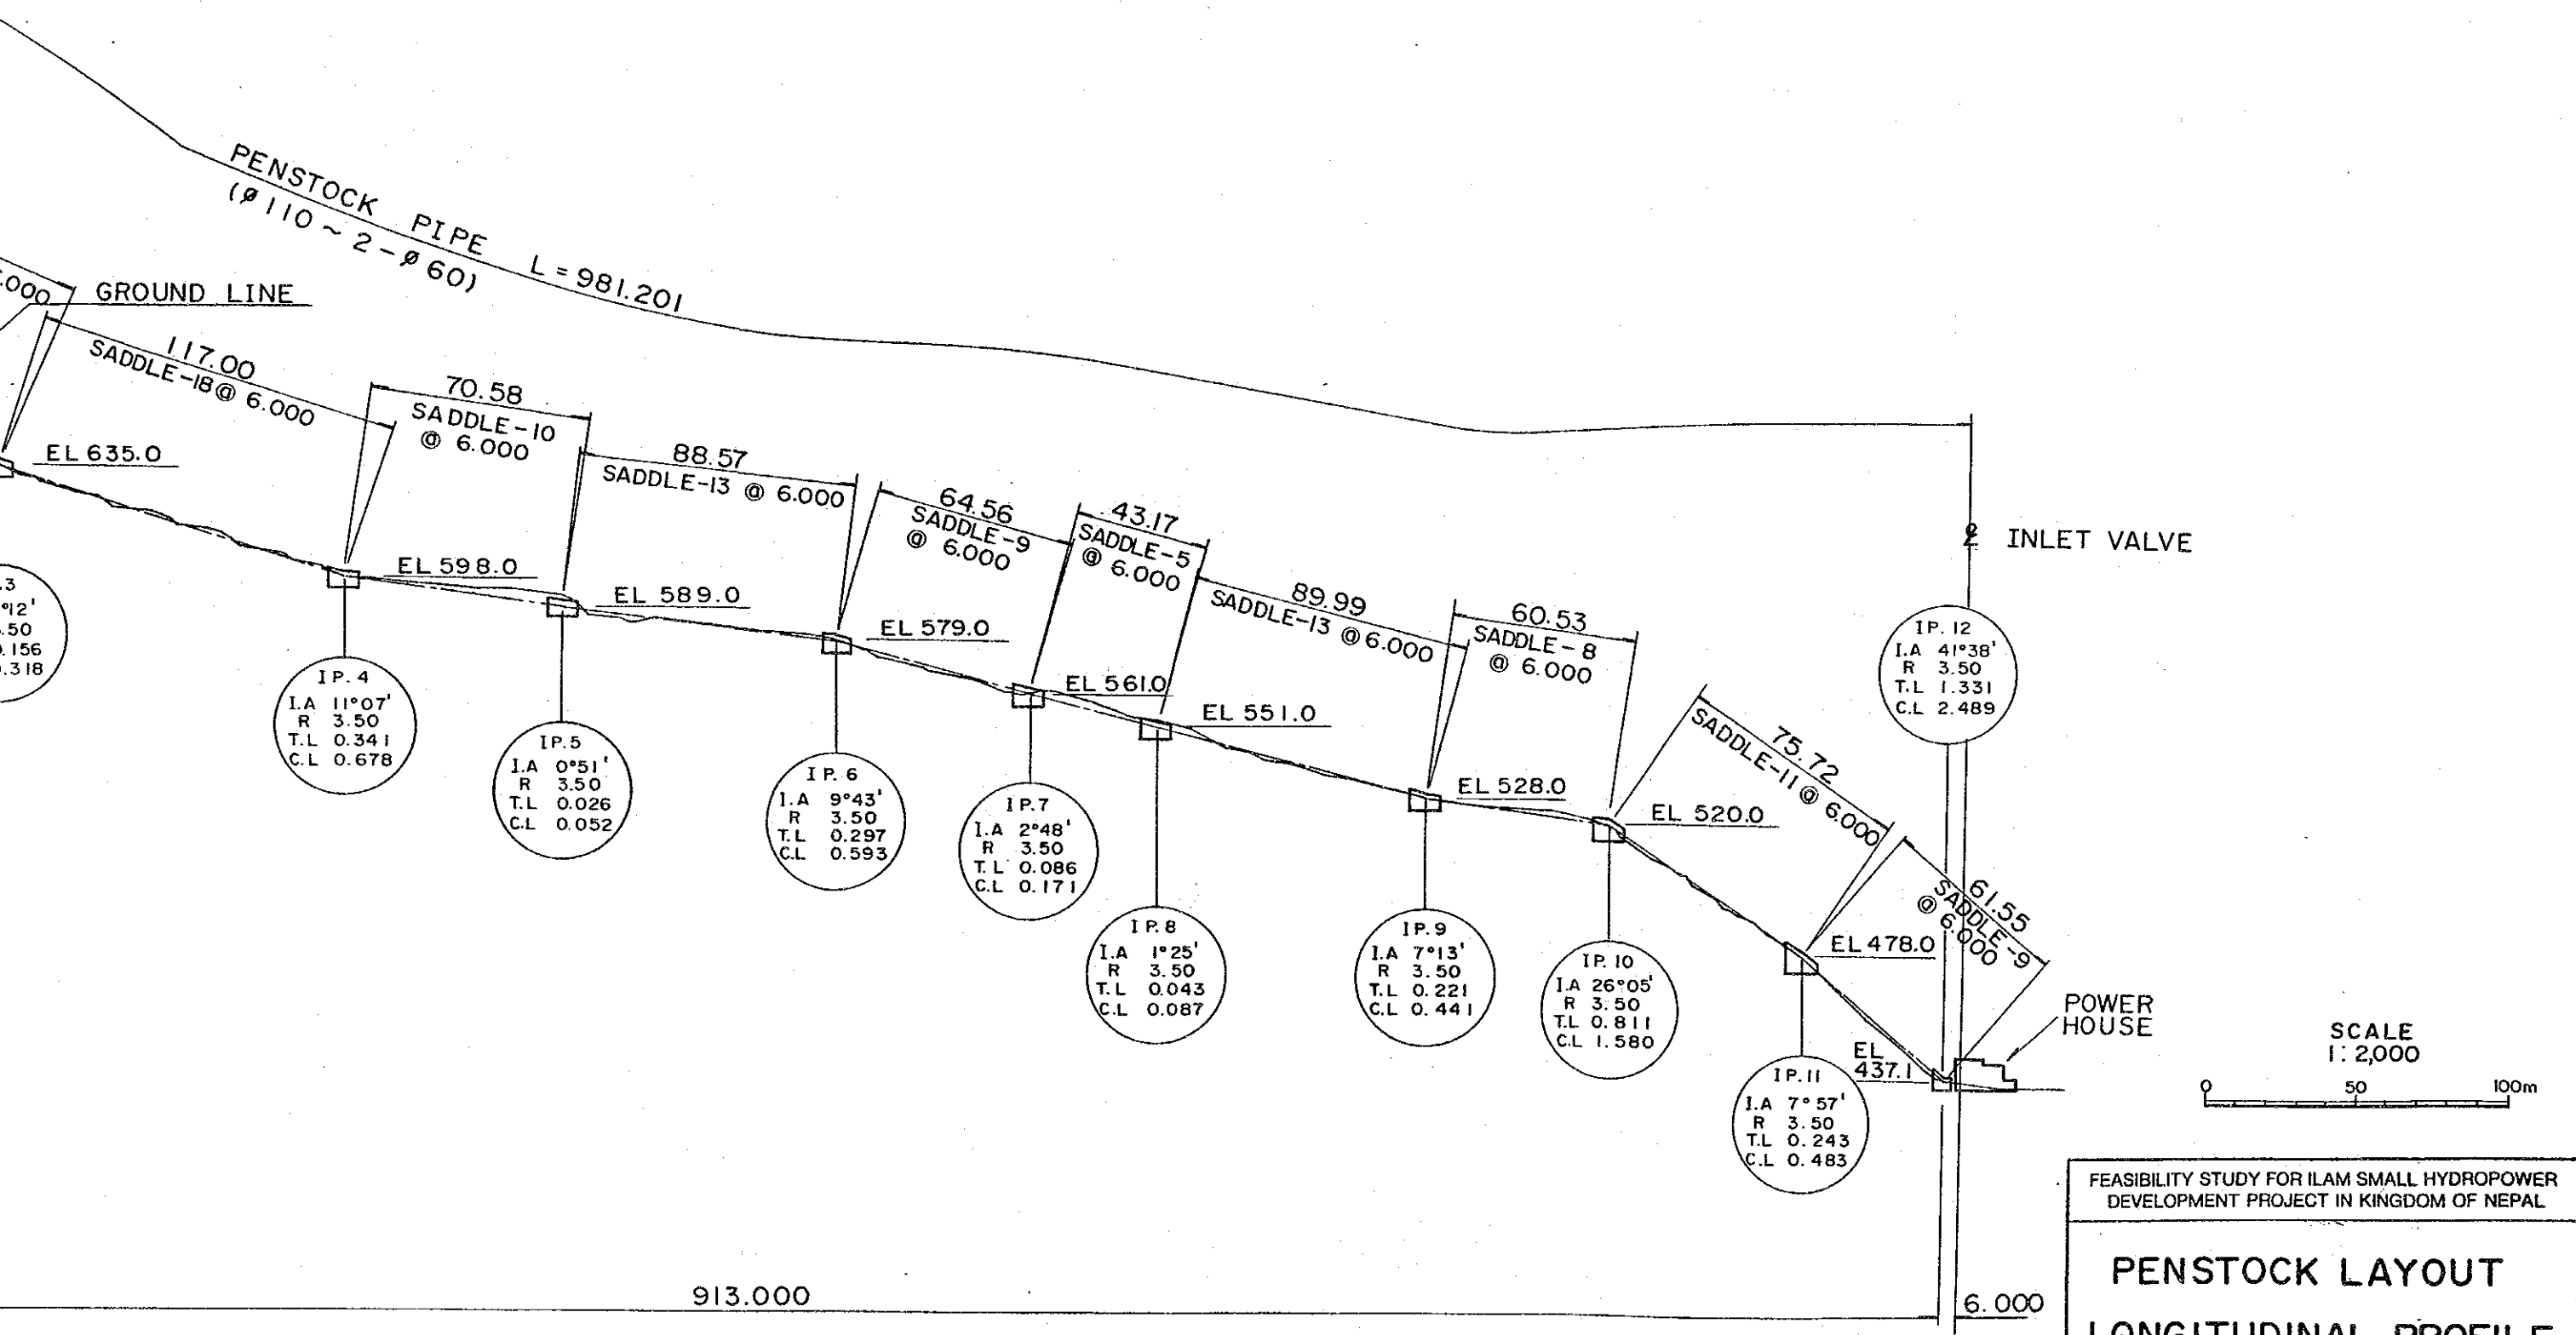 PENSTOCK PIPE L = 981.201
(ø 110 ~ 2 - ø 60)
.000
GROUND LINE
117.00
SADDLE-18 @ 6.000
70.58
SADDLE-10
@ 6.000
88.57
SADDLE-13 @ 6.000
64.56
SADDLE-9
@ 6.000
43.17
SADDLE-5
@ 6.000
89.99
SADDLE-13 @ 6.000
60.53
SADDLE-8
@ 6.000
75.72
SADDLE-11 @ 6.000
61.55
SADDLE-9
@ 6.000
℄ INLET VALVE
EL 635.0
EL 598.0
EL 589.0
EL 579.0
EL 561.0
EL 551.0
EL 528.0
EL 520.0
EL 478.0
EL
437.1
POWER
HOUSE
.3
°12'
.50
.156
.318
IP. 4
I.A 11°07'
R 3.50
T.L 0.341
C.L 0.678
IP. 5
I.A 0°51'
R 3.50
T.L 0.026
C.L 0.052
IP. 6
I.A 9°43'
R 3.50
T.L 0.297
C.L 0.593
IP. 7
I.A 2°48'
R 3.50
T.L 0.086
C.L 0.171
IP. 8
I.A 1°25'
R 3.50
T.L 0.043
C.L 0.087
IP. 9
I.A 7°13'
R 3.50
T.L 0.221
C.L 0.441
IP. 10
I.A 26°05'
R 3.50
T.L 0.811
C.L 1.580
IP. 11
I.A 7°57'
R 3.50
T.L 0.243
C.L 0.483
IP. 12
I.A 41°38'
R 3.50
T.L 1.331
C.L 2.489
SCALE
1:2,000
0 50 100m
FEASIBILITY STUDY FOR ILAM SMALL HYDROPOWER
DEVELOPMENT PROJECT IN KINGDOM OF NEPAL
PENSTOCK LAYOUT
LONGITUDINAL PROFILE
913.000
6.000